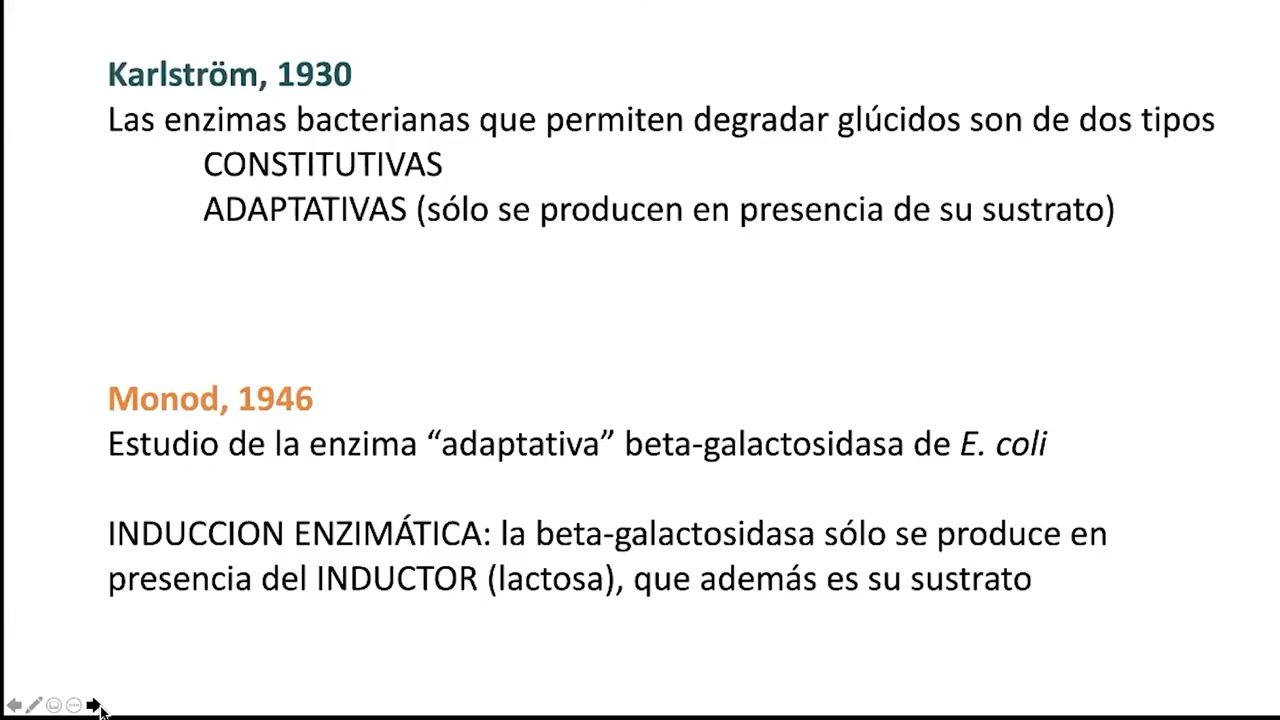 Karlström, 1930
Las enzimas bacterianas que permiten degradar glúcidos son de dos tipos
CONSTITUTIVAS
ADAPTATIVAS (sólo se producen en presencia de su sustrato)
Monod, 1946
Estudio de la enzima “adaptativa” beta-galactosidasa de E. coli
INDUCCION ENZIMÁTICA: la beta-galactosidasa sólo se produce en
presencia del INDUCTOR (lactosa), que además es su sustrato